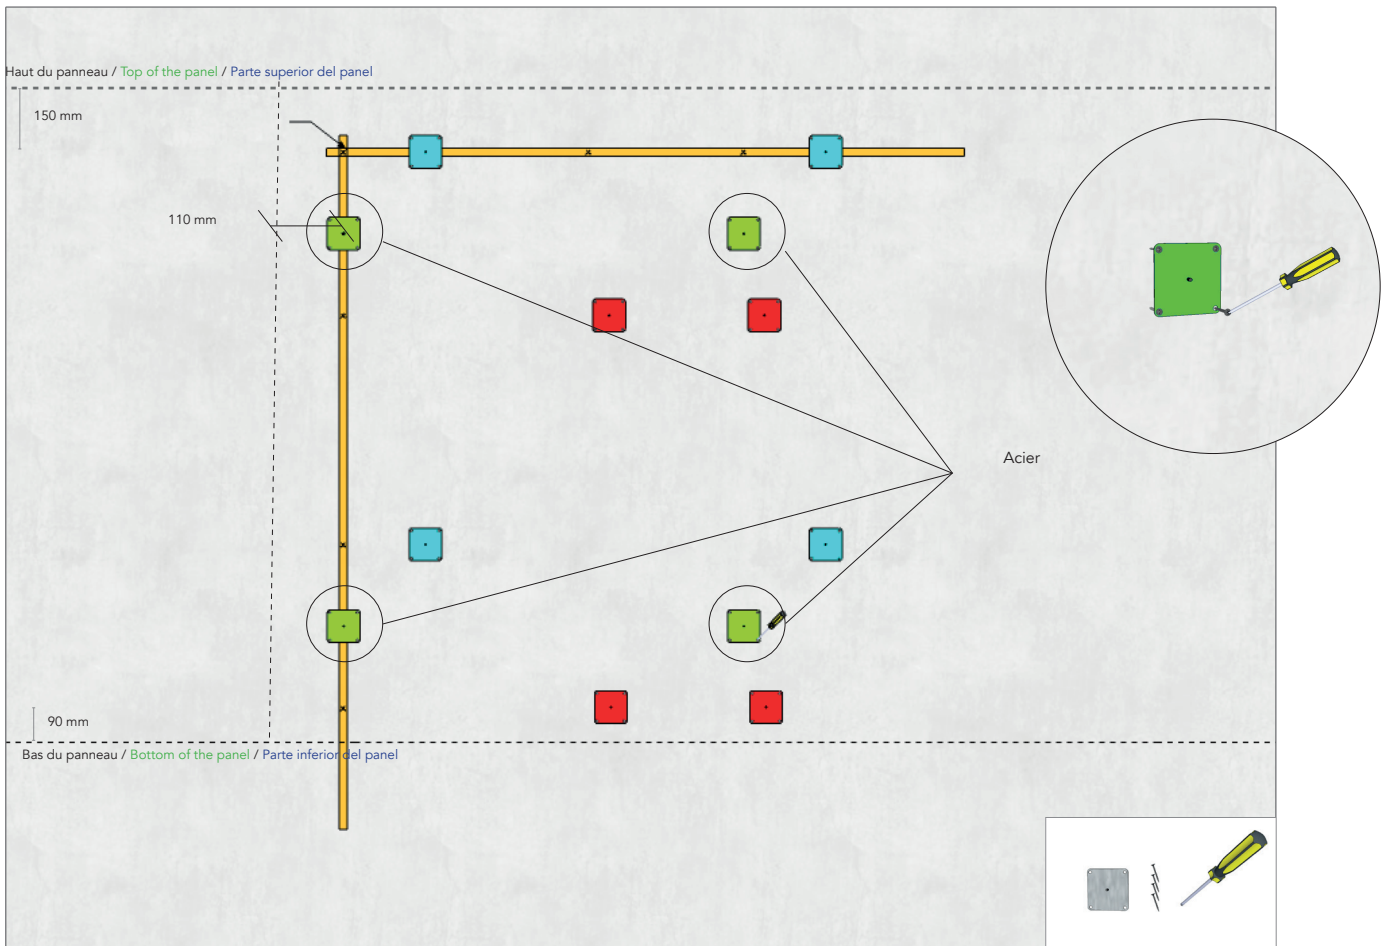 Haut du panneau / Top of the panel / Parte superior del panel
150 mm
110 mm
Acier
90 mm
Bas du panneau / Bottom of the panel / Parte inferior del panel